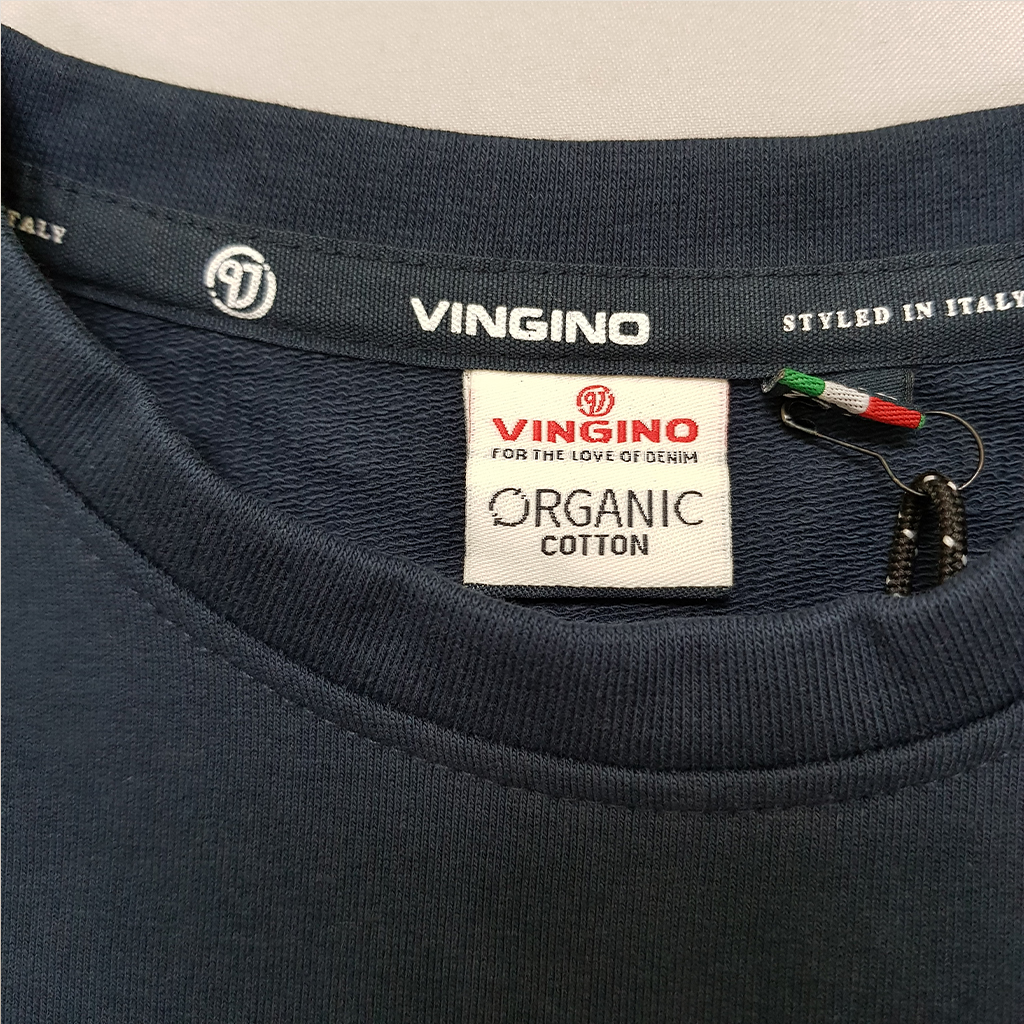 ITALY
VINGINO
STYLED IN ITALY
VINGINO
FOR THE LOVE OF DENIM
ORGANIC
COTTON